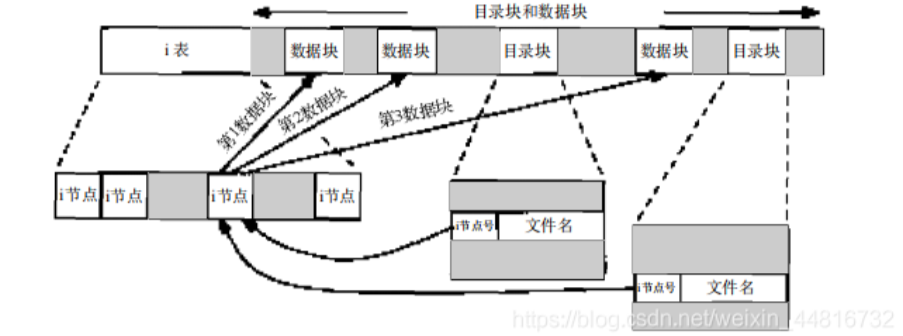 目录块和数据块
i 表
数据块
数据块
目录块
数据块
目录块
第1数据块
第2数据块
第3数据块
i节点
i节点
i节点
i节点
i节点号
文件名
i节点号
文件名
https://blog.csdn.net/weixin_44816732